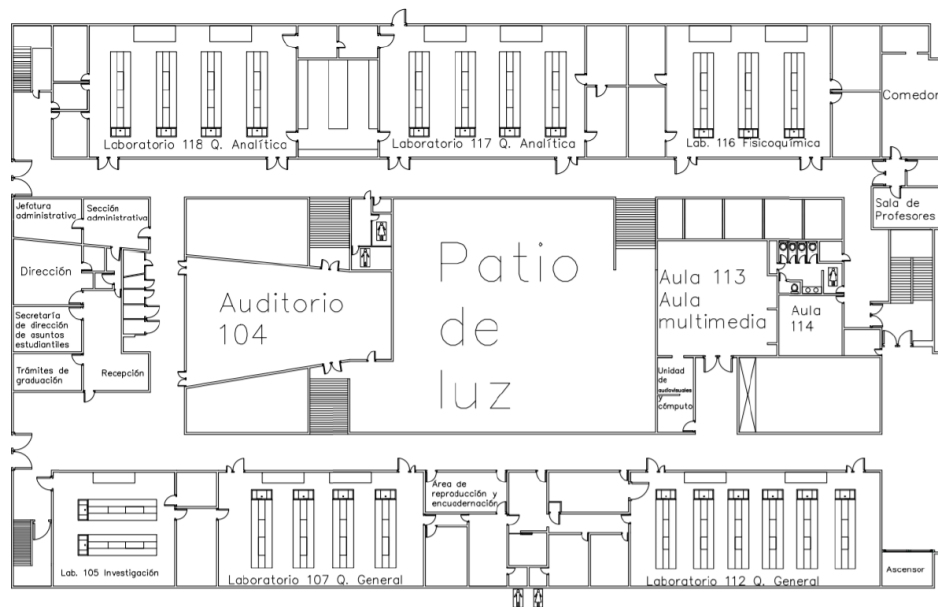 Laboratorio 118 Q. Analítica
Laboratorio 117 Q. Analítica
Lab. 116 Fisicoquímica
Comedor
Jefatura
administrativa
Sección
administrativa
Sala de
Profesores
Dirección
Auditorio
104
Patio
de
luz
Aula 113
Aula
multimedia
Aula
114
Secretaría
de dirección
de asuntos
estudiantiles
Trámites de
graduación
Recepción
Unidad
de
audiovisuales
y
cómputo
Área de
reproducción y
encuadernación
Lab. 105 Investigación
Laboratorio 107 Q. General
Laboratorio 112 Q. General
Ascensor